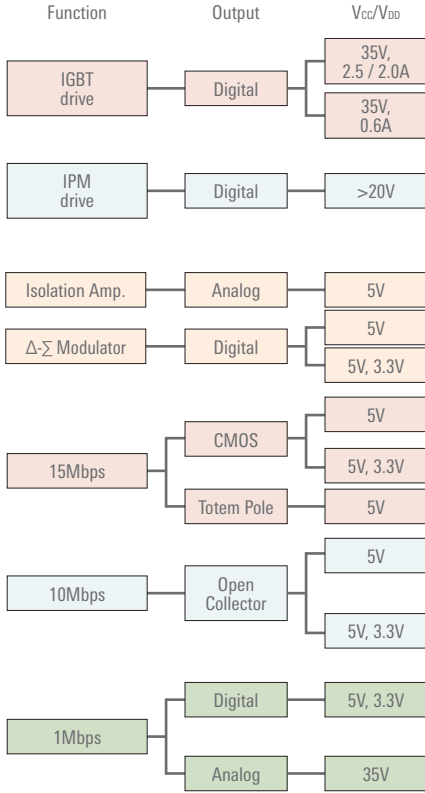 Function Output VCC/VDD
IGBT
drive
Digital
35V,
2.5 / 2.0A
35V,
0.6A
IPM
drive
Digital
>20V
Isolation Amp.
Analog
5V
Δ-∑ Modulator
Digital
5V
5V, 3.3V
15Mbps
CMOS
5V
5V, 3.3V
Totem Pole
5V
10Mbps
Open
Collector
5V
5V, 3.3V
1Mbps
Digital
5V, 3.3V
Analog
35V